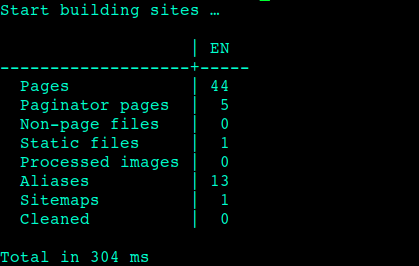 Start building sites …
| EN
-------------------+-----
Pages | 44
Paginator pages | 5
Non-page files | 0
Static files | 1
Processed images | 0
Aliases | 13
Sitemaps | 1
Cleaned | 0
Total in 304 ms